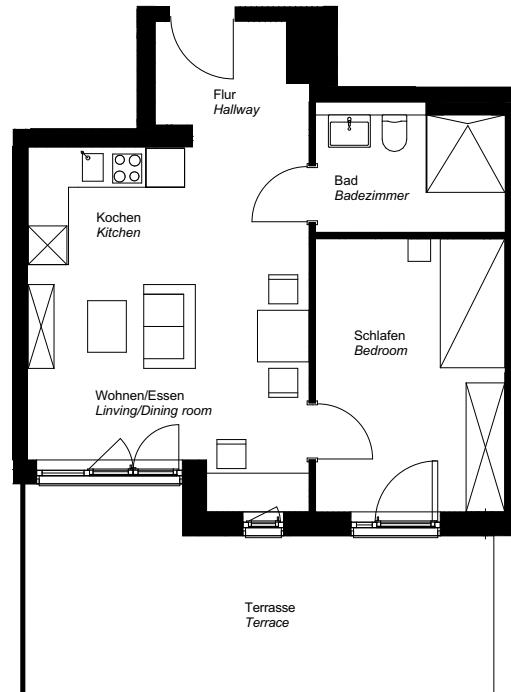 Flur
Hallway
Bad
Badezimmer
Kochen
Kitchen
Schlafen
Bedroom
Wohnen/Essen
Linving/Dining room
Terrasse
Terrace